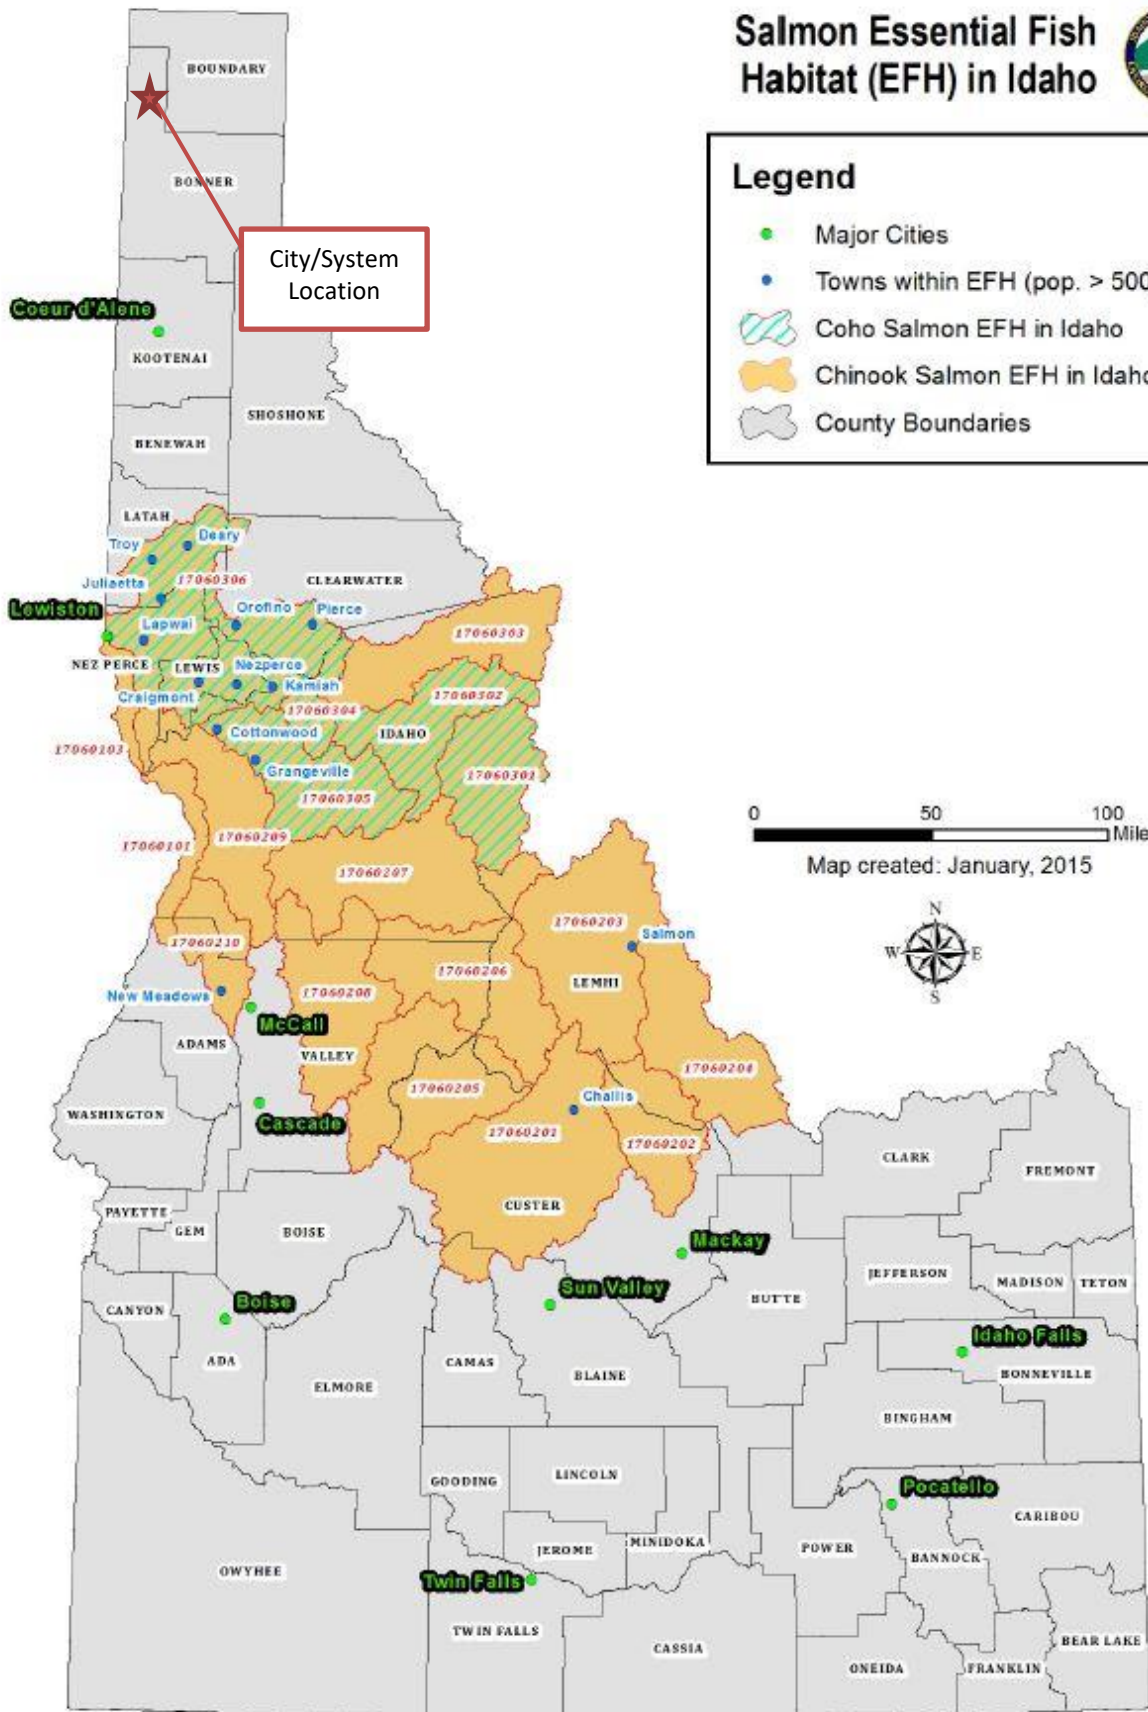 Salmon Essential Fish
Habitat (EFH) in Idaho
Legend
Major Cities
Towns within EFH (pop. > 500
Coho Salmon EFH in Idaho
Chinook Salmon EFH in Idaho
County Boundaries
BOUNDARY
BONNER
City/System
Location
Coeur d'Alene
KOOTENAI
SHOSHONE
BENEWAH
LATAH
Troy
Deary
Juliaetta
17060306
CLEARWATER
Lewiston
Orofino
Pierce
Lapwai
17060303
NEZ PERCE
LEWIS
Nezperce
Craigmont
Kamiah
17060302
17060304
Cottonwood
IDAHO
17060103
Grangeville
17060301
17060305
0 50 100
Mile
Map created: January, 2015
17060209
17060101
17060207
N
W E
S
17060203
Salmon
17060210
17060206
LEMHI
New Meadows
17060208
McCall
ADAMS
VALLEY
17060204
17060205
Challis
WASHINGTON
Cascade
17060201
17060202
CLARK
FREMONT
CUSTER
PAYETTE
GEM
BOISE
Mackay
JEFFERSON
MADISON
TETON
CANYON
Boise
Sun Valley
BUTTE
Idaho Falls
ADA
CAMAS
BLAINE
BONNEVILLE
ELMORE
BINGHAM
GOODING
LINCOLN
Pocatello
CARIBOU
JEROME
MINIDOKA
POWER
BANNOCK
OWYHEE
Twin Falls
TWIN FALLS
CASSIA
BEAR LAKE
ONEIDA
FRANKLIN